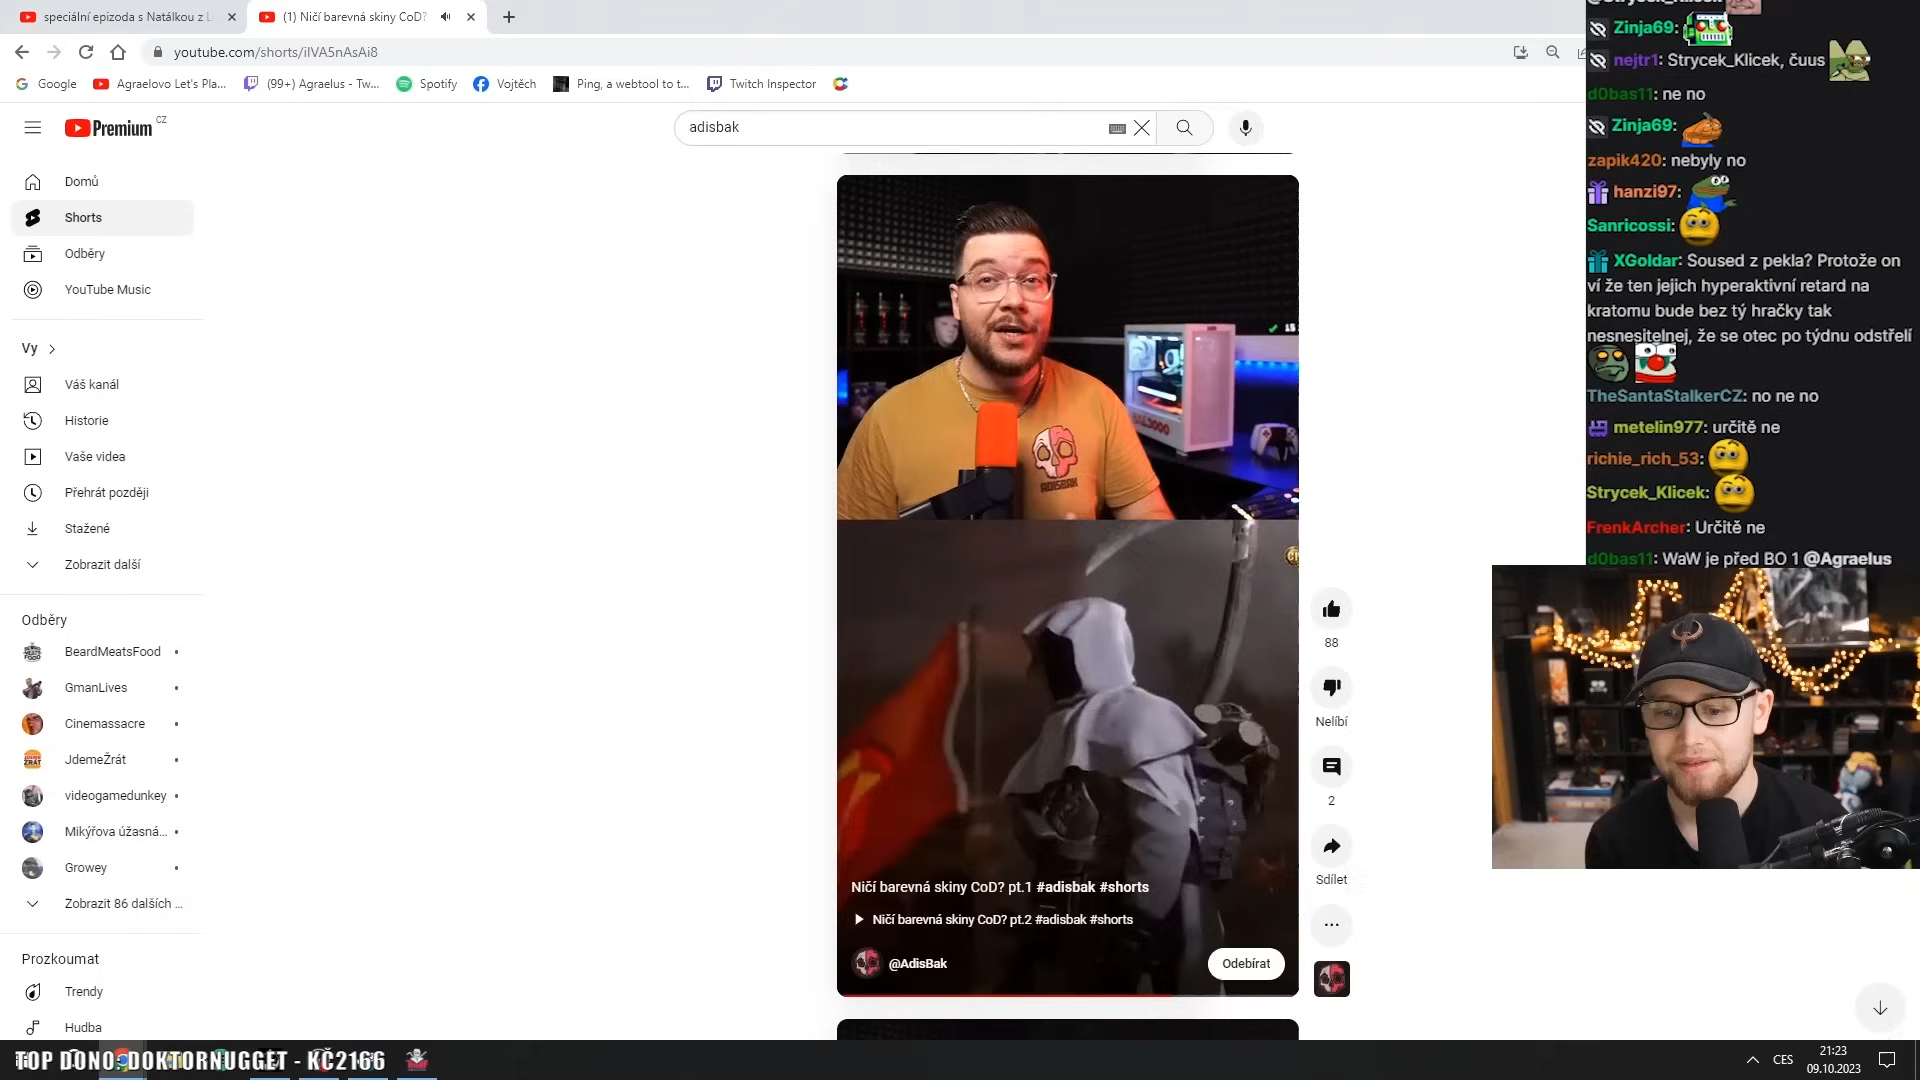 speciální epizoda s Natálkou z L
(1) Ničí barevná skiny CoD?
youtube.com/shorts/iIVA5nAsAi8
Google
Agraelovo Let's Pla...
(99+) Agraelus - Tw...
Spotify
Vojtěch
Ping, a webtool to t...
Twitch Inspector
Premium CZ
adisbak
Domů
Shorts
Odběry
YouTube Music
Vy
Váš kanál
Historie
Vaše videa
Přehrát později
Stažené
Zobrazit další
Odběry
BeardMeatsFood
GmanLives
Cinemassacre
JdemeŽrát
videogamedunkey
Mikýřova úžasná...
Growey
Zobrazit 86 dalších ...
Prozkoumat
Trendy
Hudba
ADISBAK
Ničí barevná skiny CoD? pt.1 #adisbak #shorts
Ničí barevná skiny CoD? pt.2 #adisbak #shorts
@AdisBak
Odebírat
88
Nelíbí
2
Sdílet
Zinja69:
nejtr1: Strycek_Klicek, čuus
d0bas11: ne no
Zinja69:
zapik420: nebyly no
hanzi97:
Sanricossi:
XGoldar: Soused z pekla? Protože on
ví že ten jejich hyperaktivní retard na
kratomu bude bez tý hračky tak
nesnesitelnej, že se otec po týdnu odstřelí
TheSantaStalkerCZ: no ne no
metelin977: určitě ne
richie_rich_53:
Strycek_Klicek:
FrenkArcher: Určitě ne
d0bas11: WaW je před BO 1 @Agraelus
TOP DONO: DOKTORNUGGET - KČ2166
CES
21:23
09.10.2023